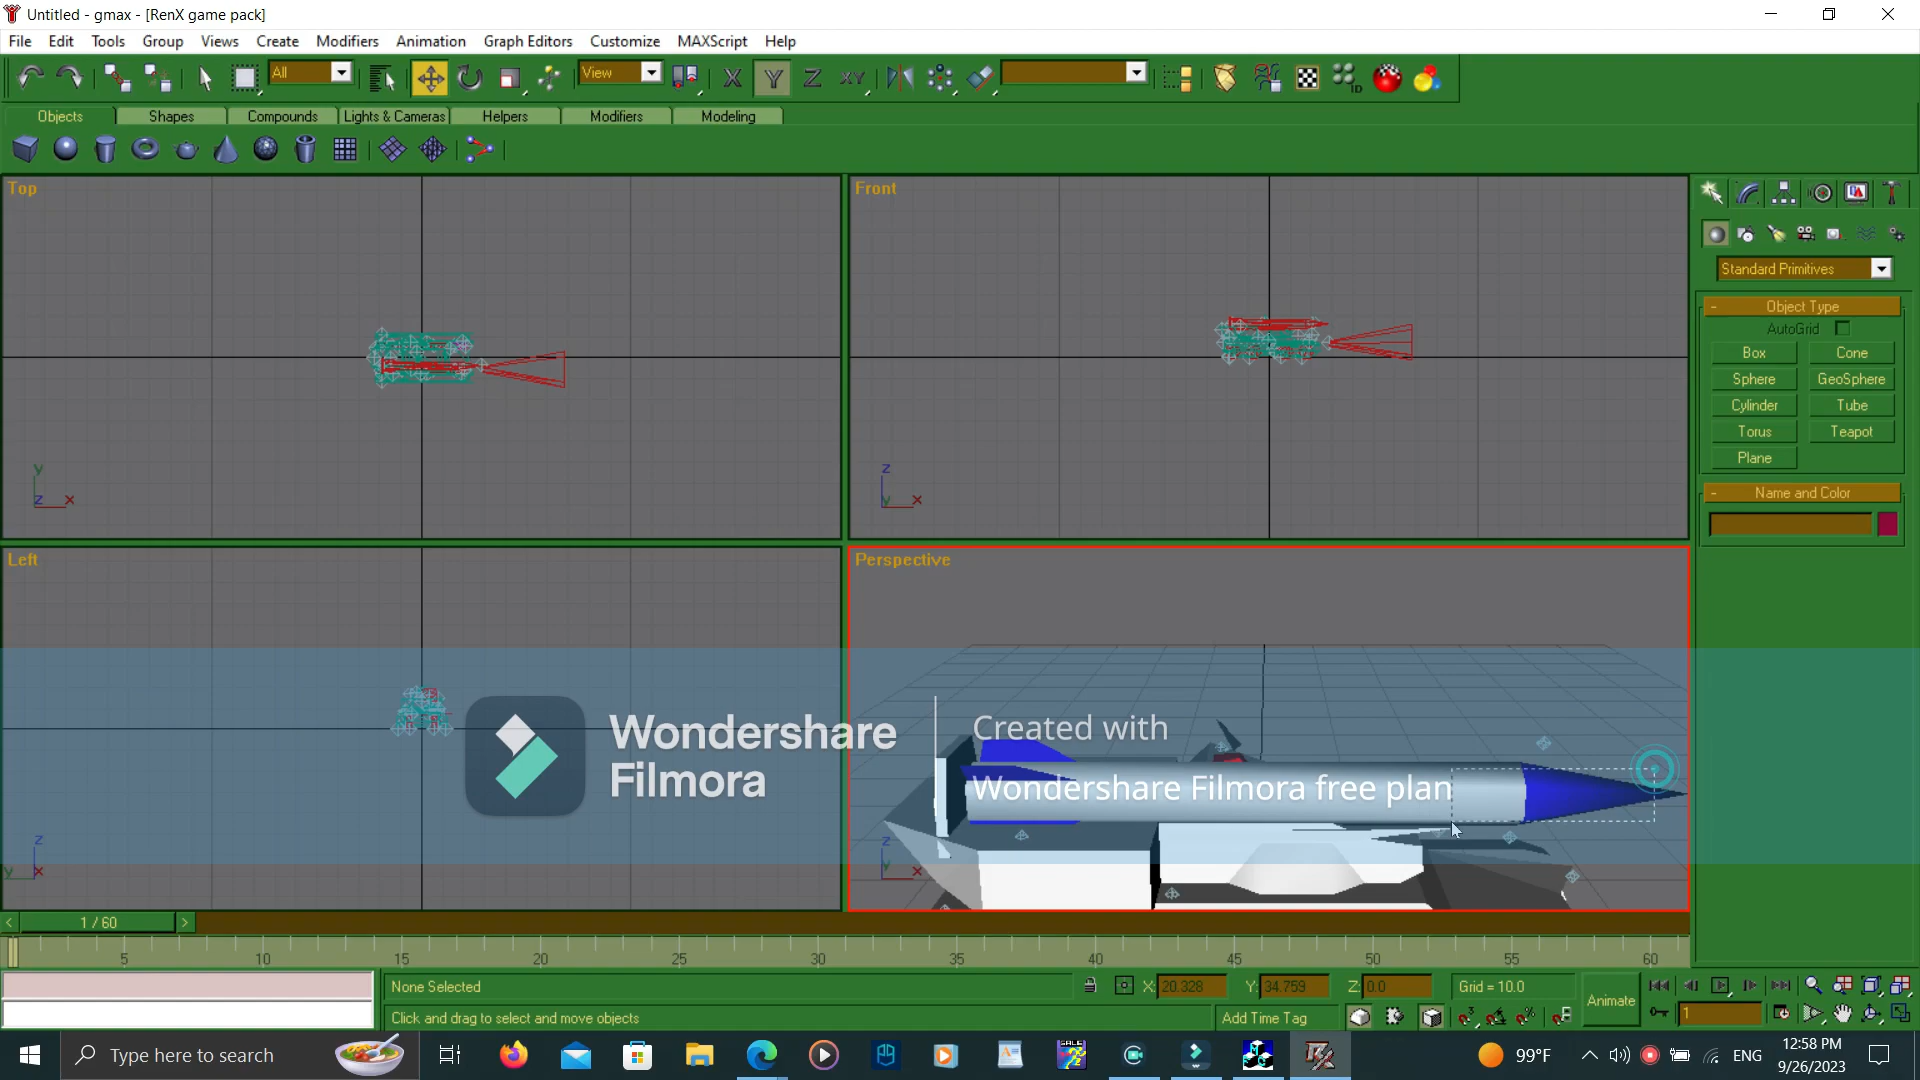 Untitled - gmax - [RenX game pack]
File Edit Tools Group Views Create Modifiers Animation Graph Editors Customize MAXScript Help
All View X Y Z XY ID
Objects Shapes Compounds Lights & Cameras Helpers Modifiers Modeling
Top
y
z x
Front
z
y x
Standard Primitives
- Object Type
AutoGrid
Box Cone
Sphere GeoSphere
Cylinder Tube
Torus Teapot
Plane
- Name and Color
Left
z
y x
Perspective
z
y x
Wondershare
Filmora
Created with
Wondershare Filmora free plan
< 1 / 60 >
5 10 15 20 25 30 35 40 45 50 55 60
None Selected X: 20.328 Y: 34.759 Z: 0.0 Grid = 10.0
Click and drag to select and move objects Add Time Tag Animate 1
Type here to search 99°F ENG 12:58 PM
9/26/2023